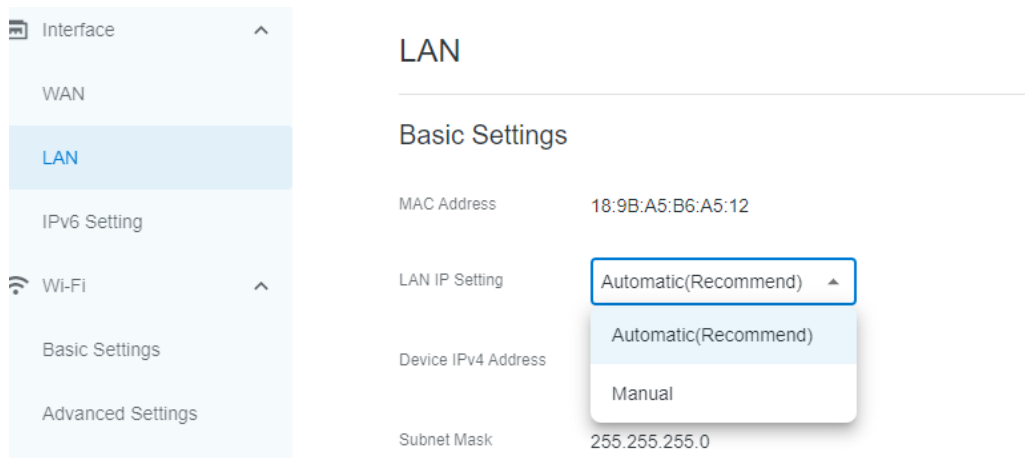 Interface
WAN
LAN
IPv6 Setting
Wi-Fi
Basic Settings
Advanced Settings
LAN
Basic Settings
MAC Address 18:9B:A5:B6:A5:12
LAN IP Setting Automatic(Recommend)
Automatic(Recommend)
Device IPv4 Address
Manual
Subnet Mask 255.255.255.0